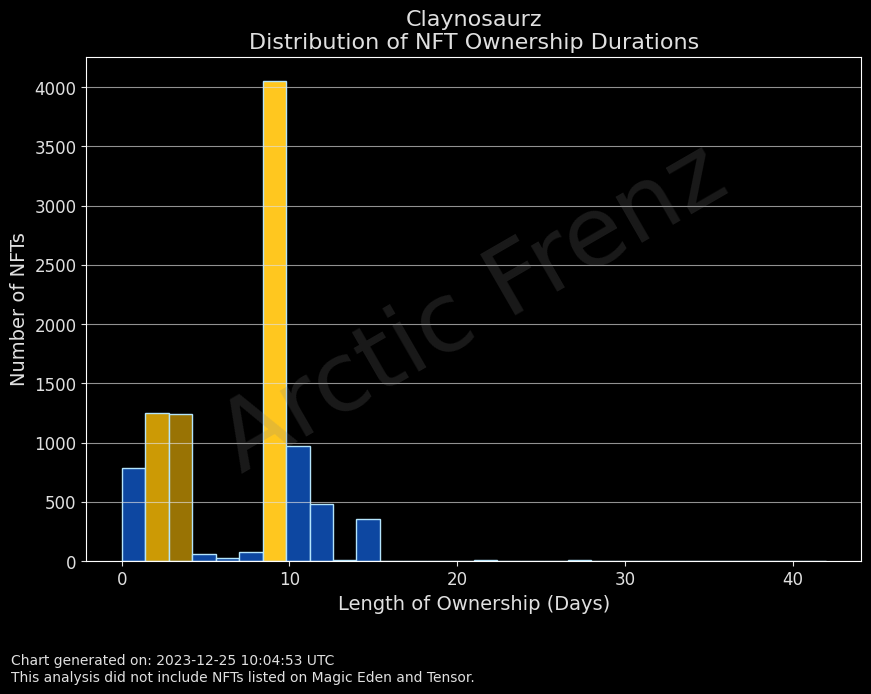 Claynosaurz
Distribution of NFT Ownership Durations
4000
3500
3000
2500
2000
1500
1000
500
0
Number of NFTs
Arctic Frenz
0 10 20 30 40
Length of Ownership (Days)
Chart generated on: 2023-12-25 10:04:53 UTC
This analysis did not include NFTs listed on Magic Eden and Tensor.